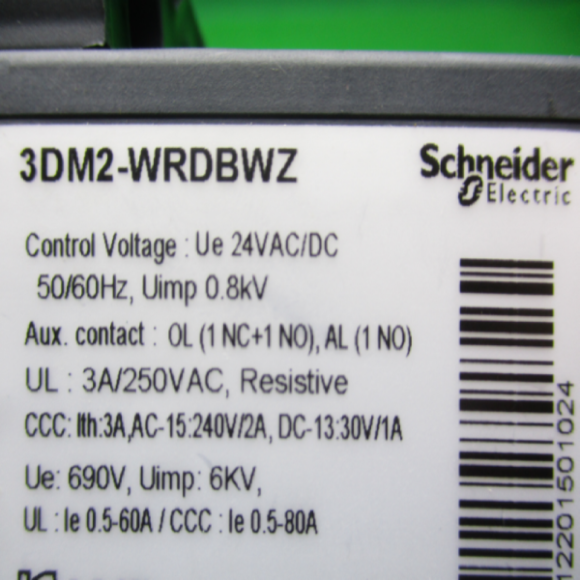 3DM2-WRDBWZ
Schneider
Electric
Control Voltage : Ue 24VAC/DC
50/60Hz, Uimp 0.8kV
Aux. contact : OL (1 NC+1 NO), AL (1 NO)
UL : 3A/250VAC, Resistive
CCC: Ith:3A,AC-15:240V/2A, DC-13:30V/1A
Ue: 690V, Uimp: 6KV,
UL : Ie 0.5-60A / CCC : Ie 0.5-80A
12201501024